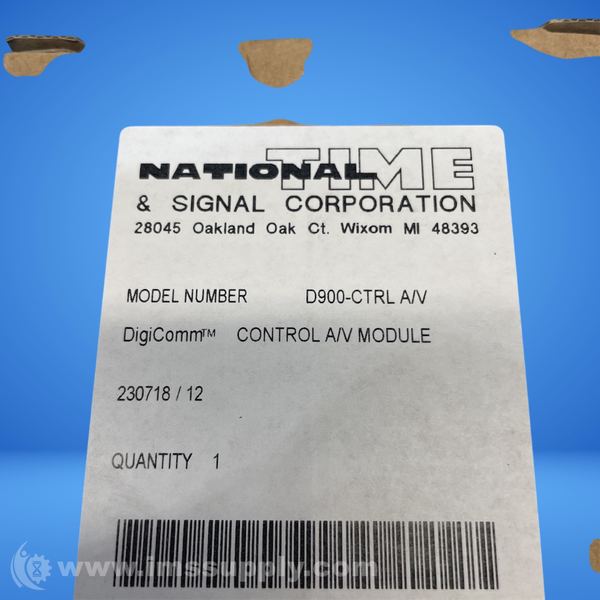 NATIONAL TIME
& SIGNAL CORPORATION
28045 Oakland Oak Ct. Wixom MI 48393
MODEL NUMBER D900-CTRL A/V
DigiComm™ CONTROL A/V MODULE
230718 / 12
QUANTITY 1
www.imssupply.com